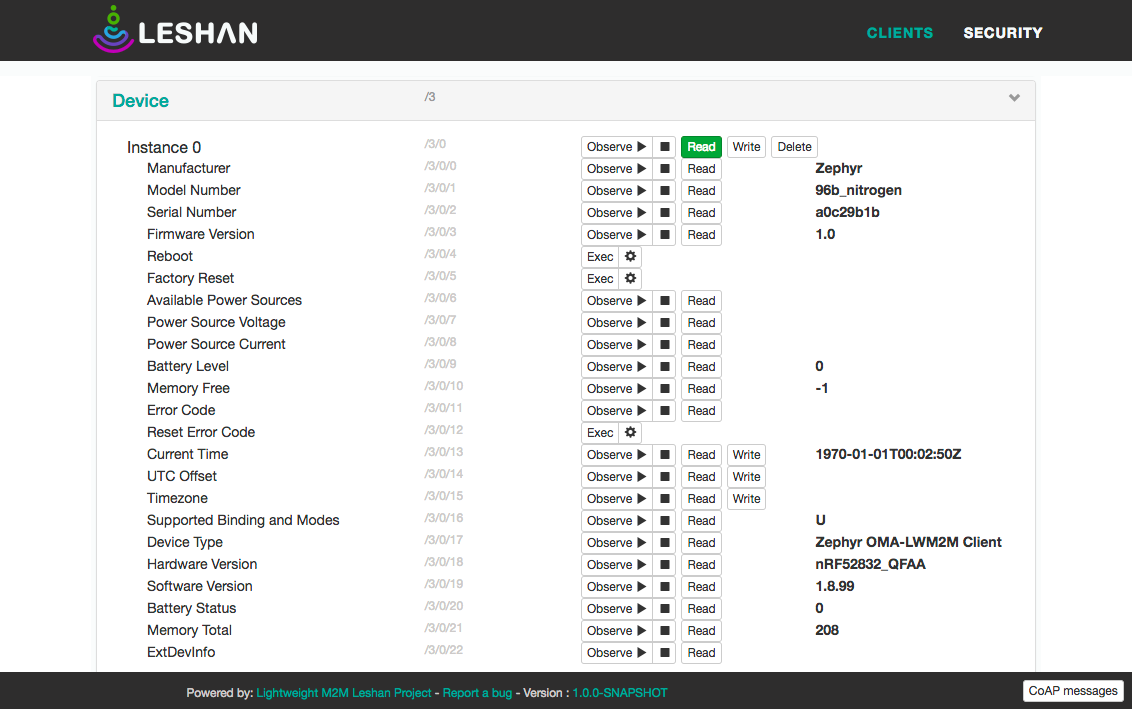 LESHAN CLIENTS SECURITY
Device /3
Instance 0 /3/0 Observe Read Write Delete
Manufacturer /3/0/0 Observe Read Zephyr
Model Number /3/0/1 Observe Read 96b_nitrogen
Serial Number /3/0/2 Observe Read a0c29b1b
Firmware Version /3/0/3 Observe Read 1.0
Reboot /3/0/4 Exec
Factory Reset /3/0/5 Exec
Available Power Sources /3/0/6 Observe Read
Power Source Voltage /3/0/7 Observe Read
Power Source Current /3/0/8 Observe Read
Battery Level /3/0/9 Observe Read 0
Memory Free /3/0/10 Observe Read -1
Error Code /3/0/11 Observe Read
Reset Error Code /3/0/12 Exec
Current Time /3/0/13 Observe Read Write 1970-01-01T00:02:50Z
UTC Offset /3/0/14 Observe Read Write
Timezone /3/0/15 Observe Read Write
Supported Binding and Modes /3/0/16 Observe Read U
Device Type /3/0/17 Observe Read Zephyr OMA-LWM2M Client
Hardware Version /3/0/18 Observe Read nRF52832_QFAA
Software Version /3/0/19 Observe Read 1.8.99
Battery Status /3/0/20 Observe Read 0
Memory Total /3/0/21 Observe Read 208
ExtDevInfo /3/0/22 Observe Read
Powered by: Lightweight M2M Leshan Project - Report a bug - Version : 1.0.0-SNAPSHOT CoAP messages